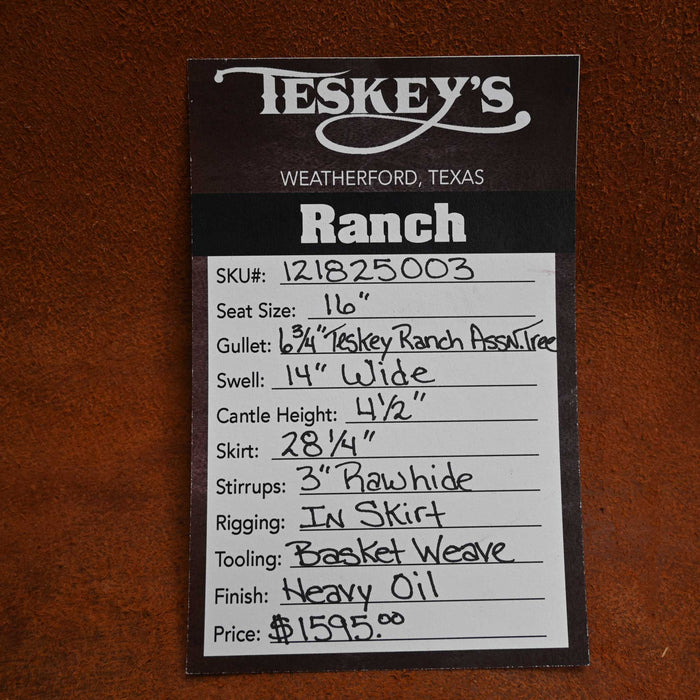 TESKEY'S
WEATHERFORD, TEXAS
Ranch
SKU#: 121825003
Seat Size: 16"
Gullet: 6 3/4" Teskey Ranch Assn. Tree
Swell: 14" Wide
Cantle Height: 4 1/2"
Skirt: 28 1/4"
Stirrups: 3" Rawhide
Rigging: In Skirt
Tooling: Basket Weave
Finish: Heavy Oil
Price: $1595.00